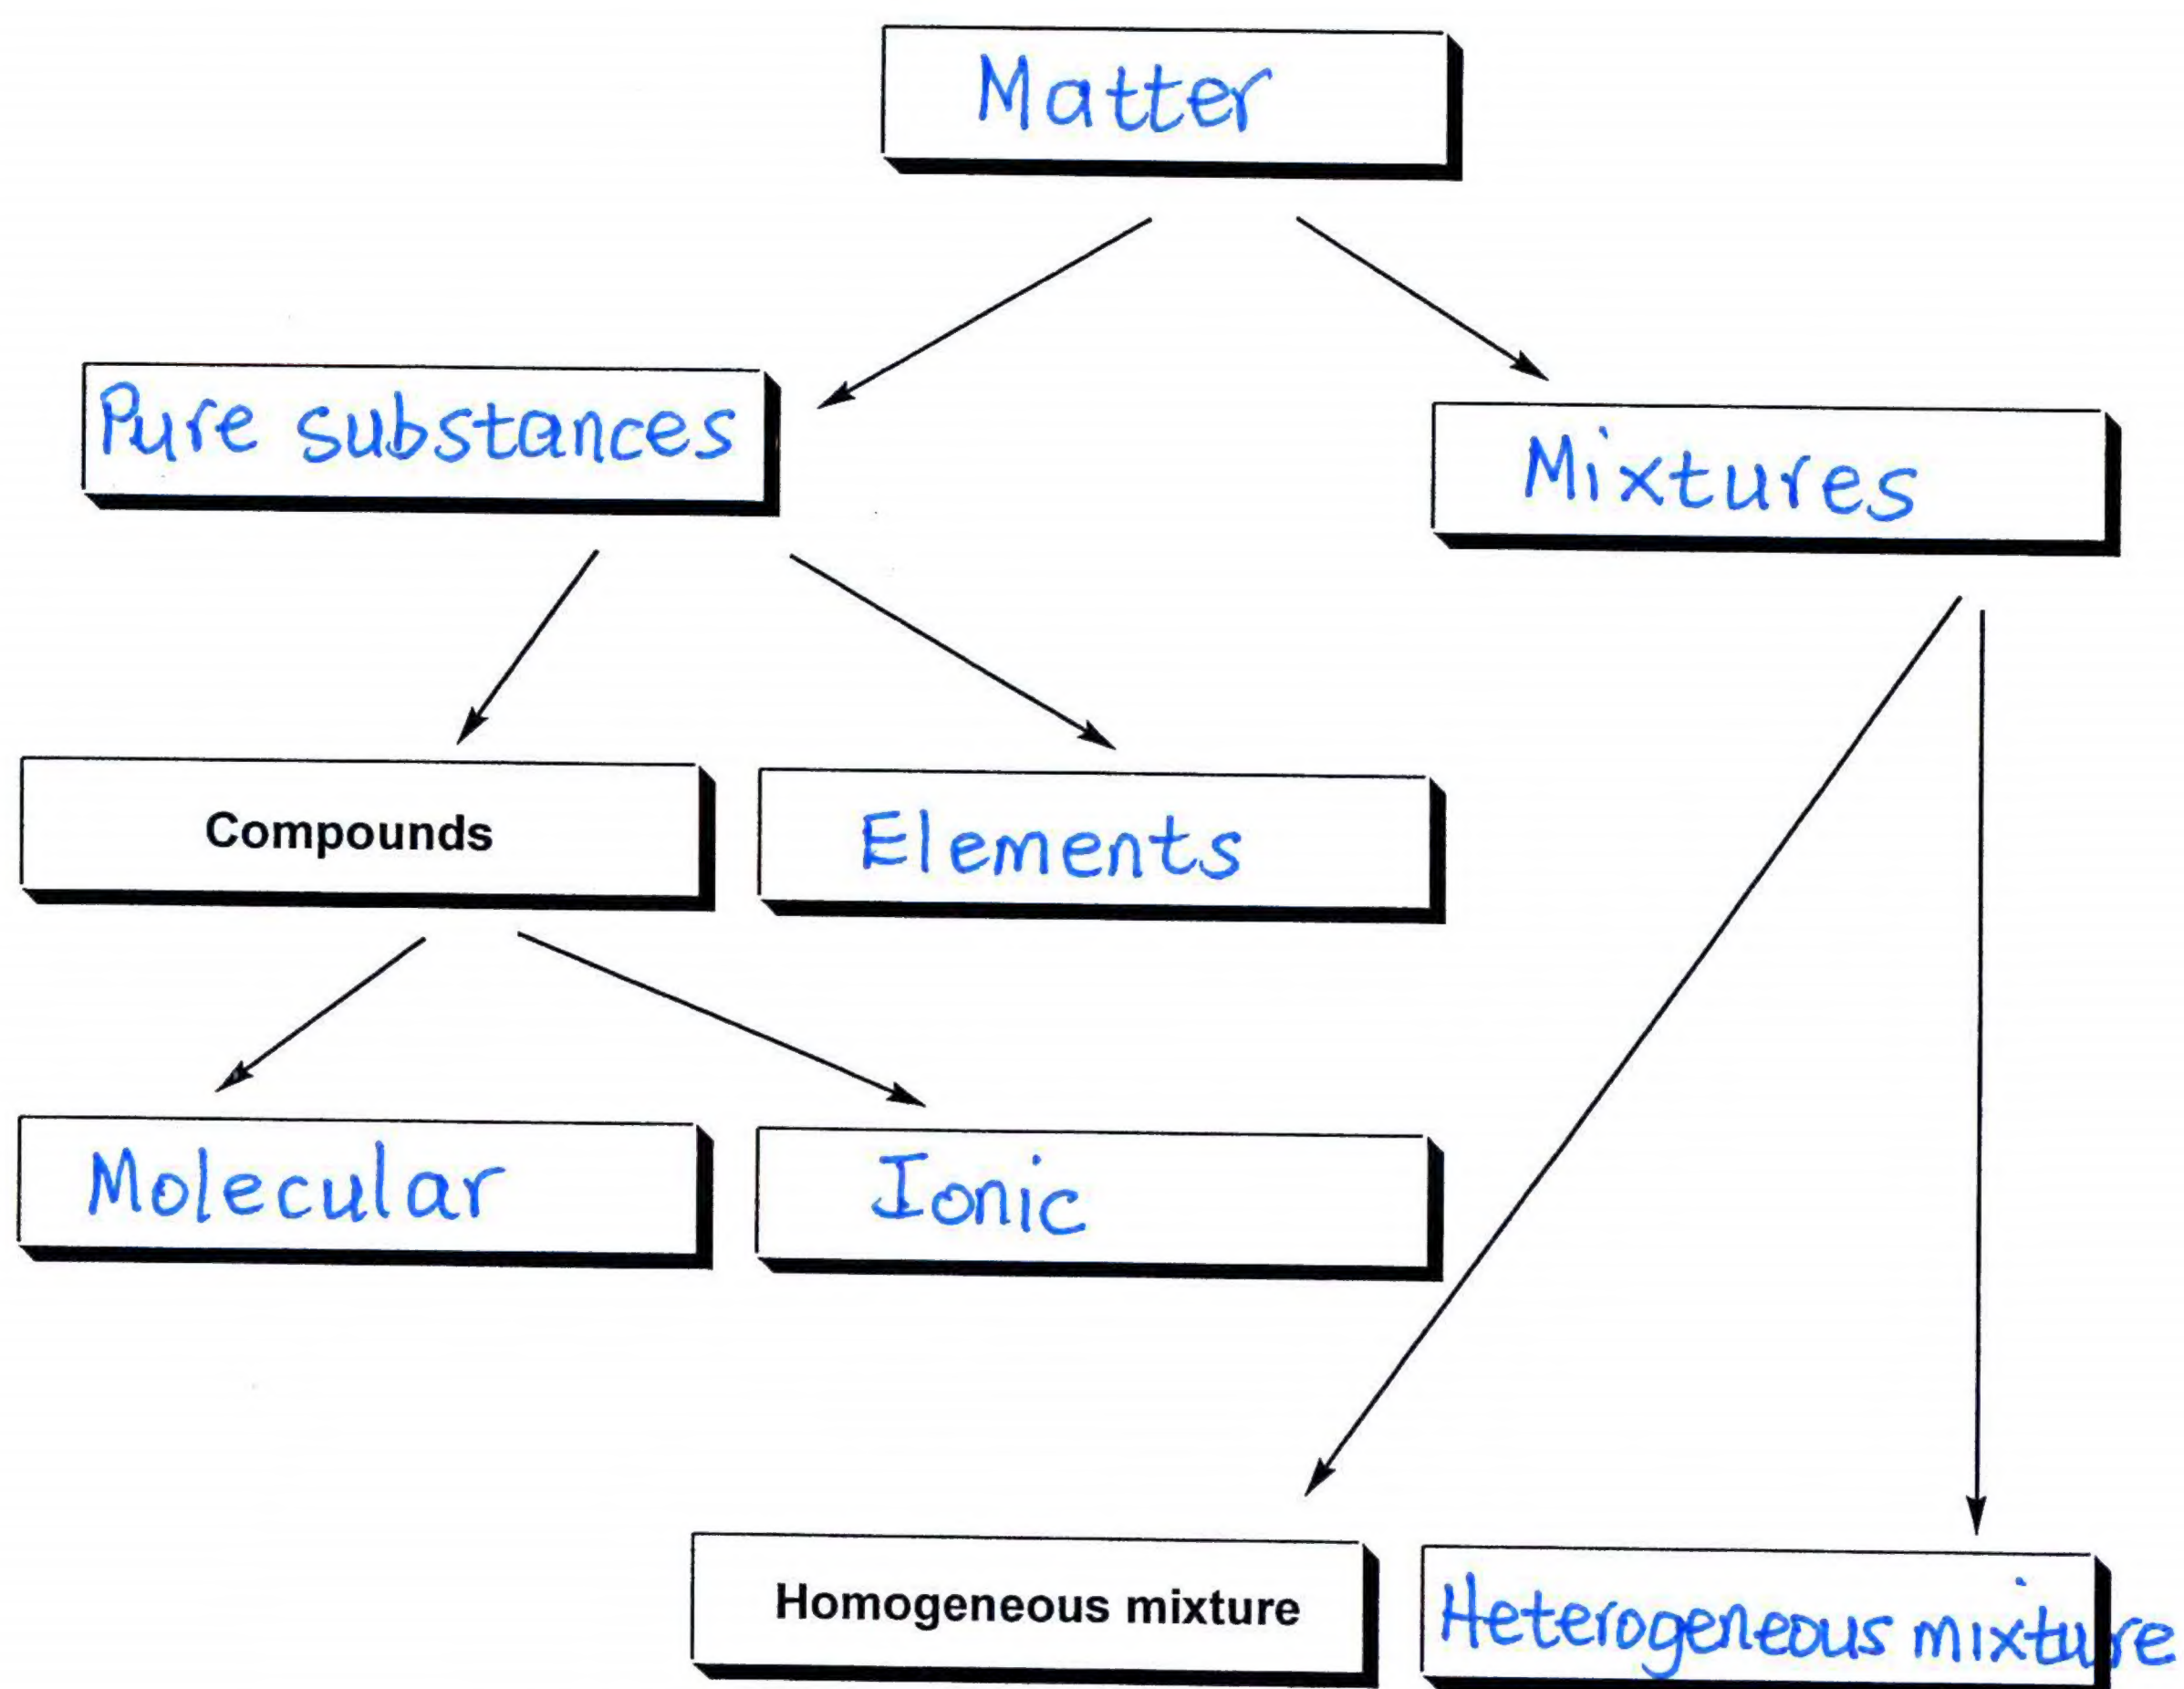 Matter
Pure substances
Mixtures
Compounds
Elements
Molecular
Ionic
Homogeneous mixture
Heterogeneous mixture